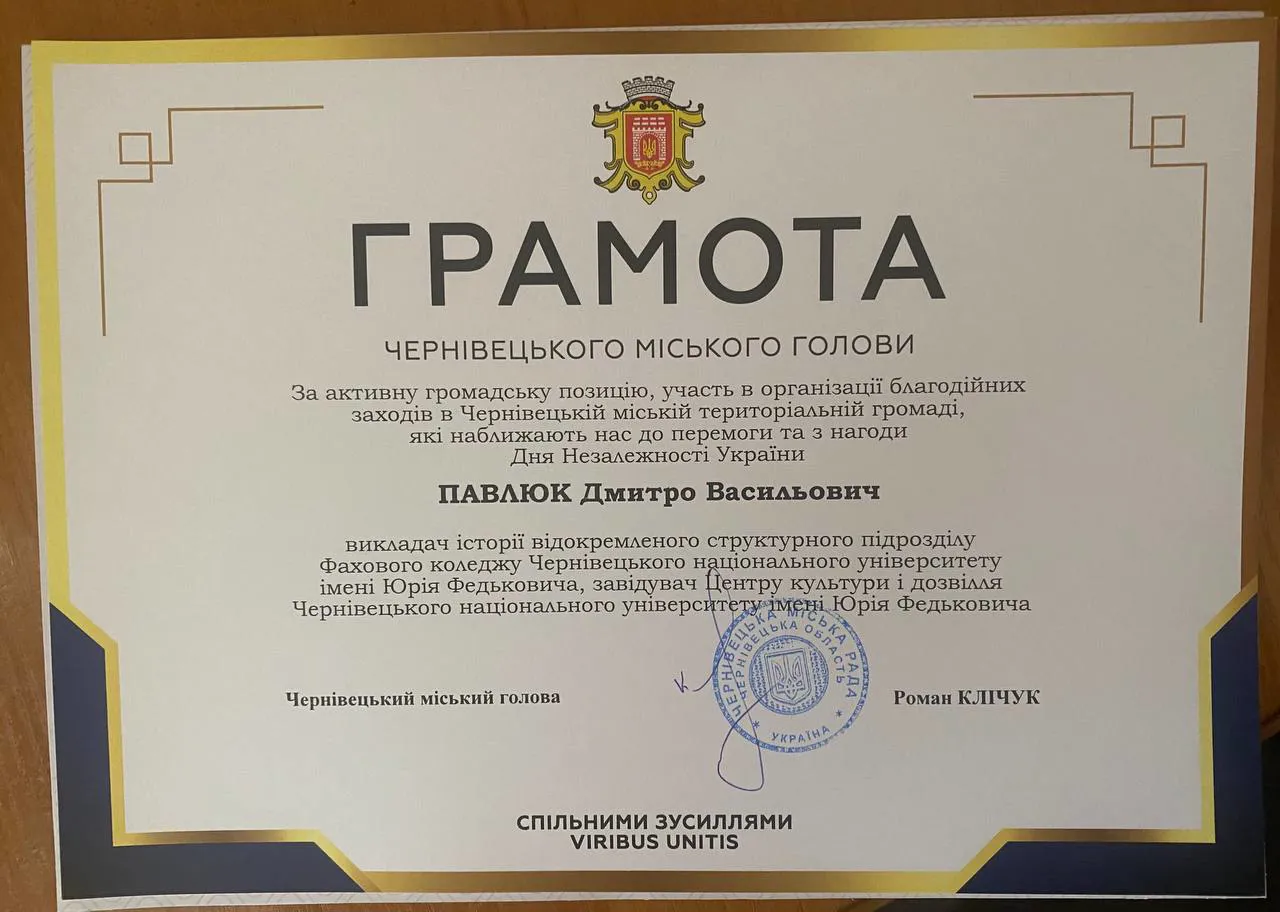 ГРАМОТА
ЧЕРНІВЕЦЬКОГО МІСЬКОГО ГОЛОВИ
За активну громадську позицію, участь в організації благодійних
заходів в Чернівецькій міській територіальній громаді,
які наближають нас до перемоги та з нагоди
Дня Незалежності України
ПАВЛЮК Дмитро Васильович
викладач історії відокремленого структурного підрозділу
Фахового коледжу Чернівецького національного університету
імені Юрія Федьковича, завідувач Центру культури і дозвілля
Чернівецького національного університету імені Юрія Федьковича
ЧЕРНІВЕЦЬКА МІСЬКА РАДА
ЧЕРНІВЕЦЬКА ОБЛАСТЬ
* УКРАЇНА *
Чернівецький міський голова
Роман КЛІЧУК
СПІЛЬНИМИ ЗУСИЛЛЯМИ
VIRIBUS UNITIS